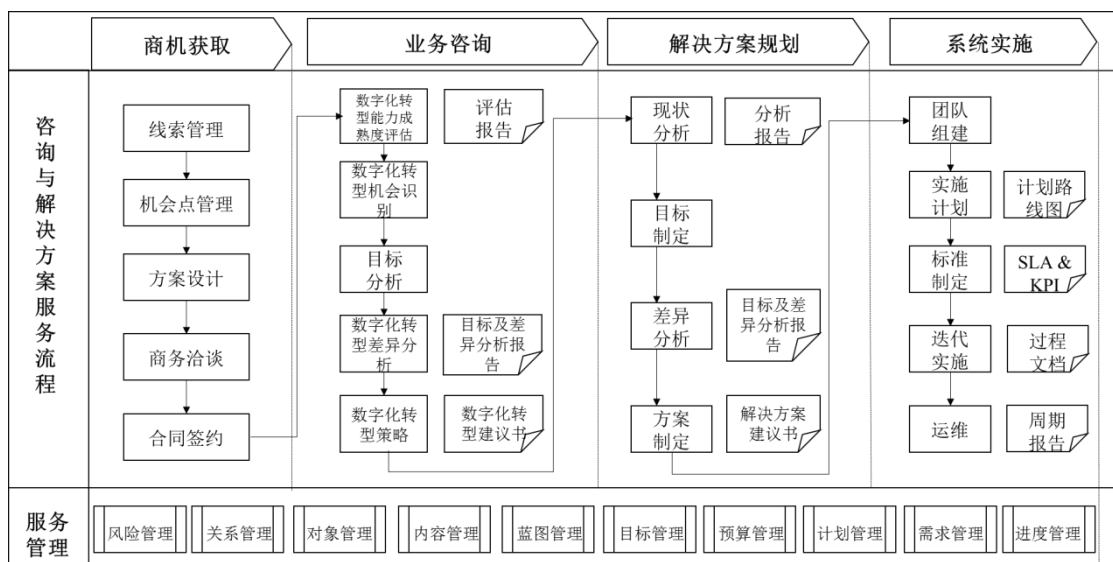 商机获取
业务咨询
解决方案规划
系统实施
咨询与解决方案服务流程
线索管理
机会点管理
方案设计
商务洽谈
合同签约
数字化转
型能力成
熟度评估
评估
报告
数字化转
型机会识
别
目标
分析
数字化转
型差异分
析
目标及差
异分析报
告
数字化转
型策略
数字化转
型建议书
现状
分析
分析
报告
目标
制定
差异
分析
目标及差
异分析报
告
方案
制定
解决方案
建议书
团队
组建
实施
计划
计划路
线图
标准
制定
SLA &
KPI
迭代
实施
过程
文档
运维
周期
报告
服务
管理
风险管理
关系管理
对象管理
内容管理
蓝图管理
目标管理
预算管理
计划管理
需求管理
进度管理